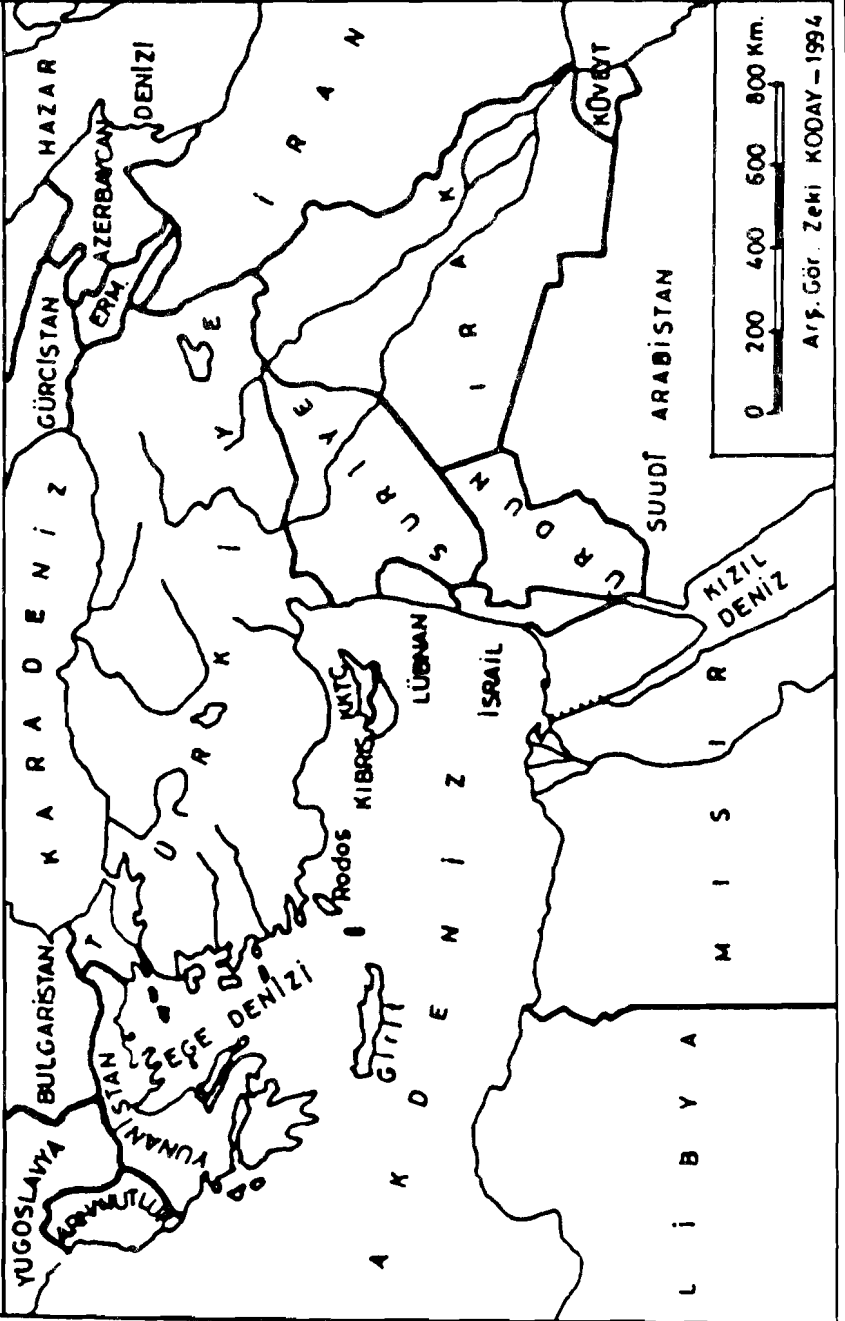 KARADENİZ
HAZAR
DENİZİ
GÜRCİSTAN
AZERBAYCAN
ERM.
BULGARİSTAN
YUGOSLAVYA
ARNAVUTLUK
YUNANİSTAN
EGE DENİZİ
TÜRKİYE
İRAN
IRAK
SURİYE
KÜVEYT
ÜRDÜN
SUUDİ ARABİSTAN
LÜBNAN
İSRAİL
KIBRIS
KKTC
Rodos
Girit
AKDENİZ
KIZIL
DENİZ
MISIR
LİBYA
0 200 400 600 800 Km.
Arş. Gör. Zeki KODAY – 1994